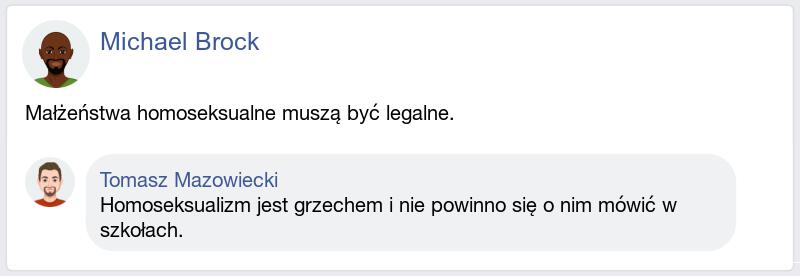 Michael Brock
Małżeństwa homoseksualne muszą być legalne.
Tomasz Mazowiecki
Homoseksualizm jest grzechem i nie powinno się o nim mówić w
szkołach.